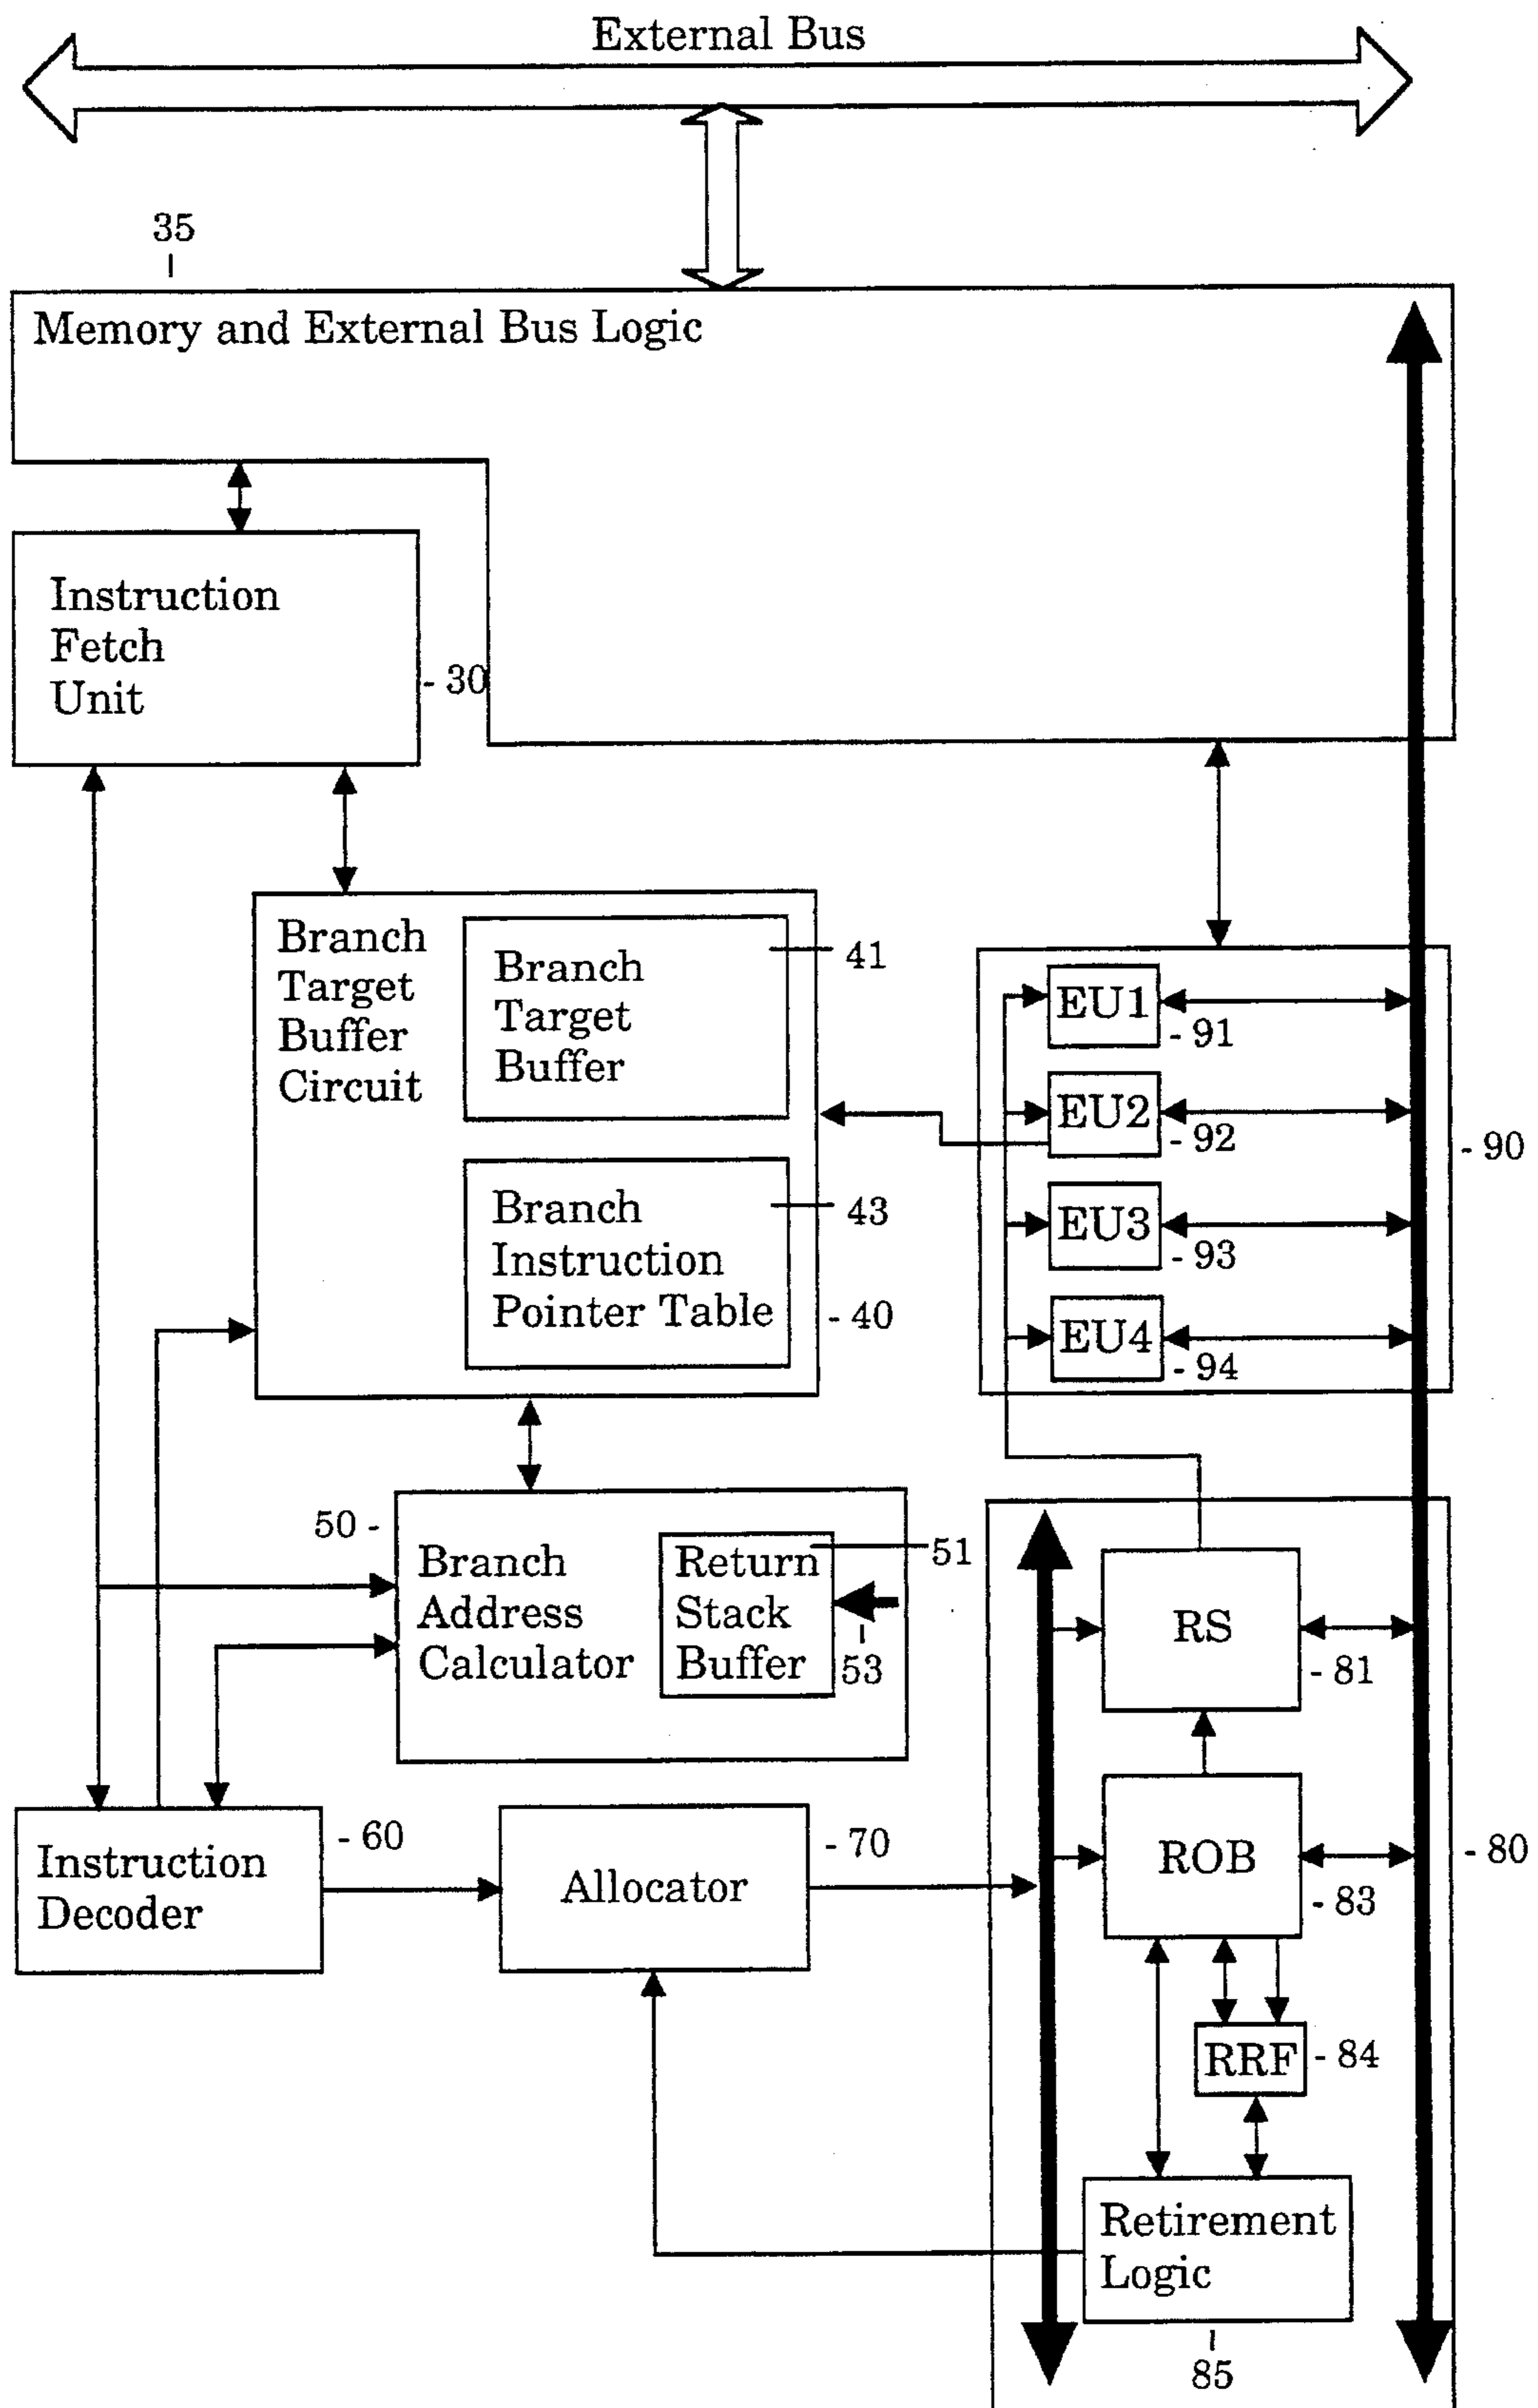 External Bus
35
Memory and External Bus Logic
Instruction
Fetch
Unit
- 30
Branch
Target
Buffer
Circuit
Branch
Target
Buffer
41
Branch
Instruction
Pointer Table
43
- 40
EU1
- 91
EU2
- 92
EU3
- 93
EU4
- 94
- 90
50 -
Branch
Address
Calculator
Return
Stack
Buffer
51
53
RS
- 81
ROB
- 83
- 80
Instruction
Decoder
- 60
Allocator
- 70
RRF
- 84
Retirement
Logic
85